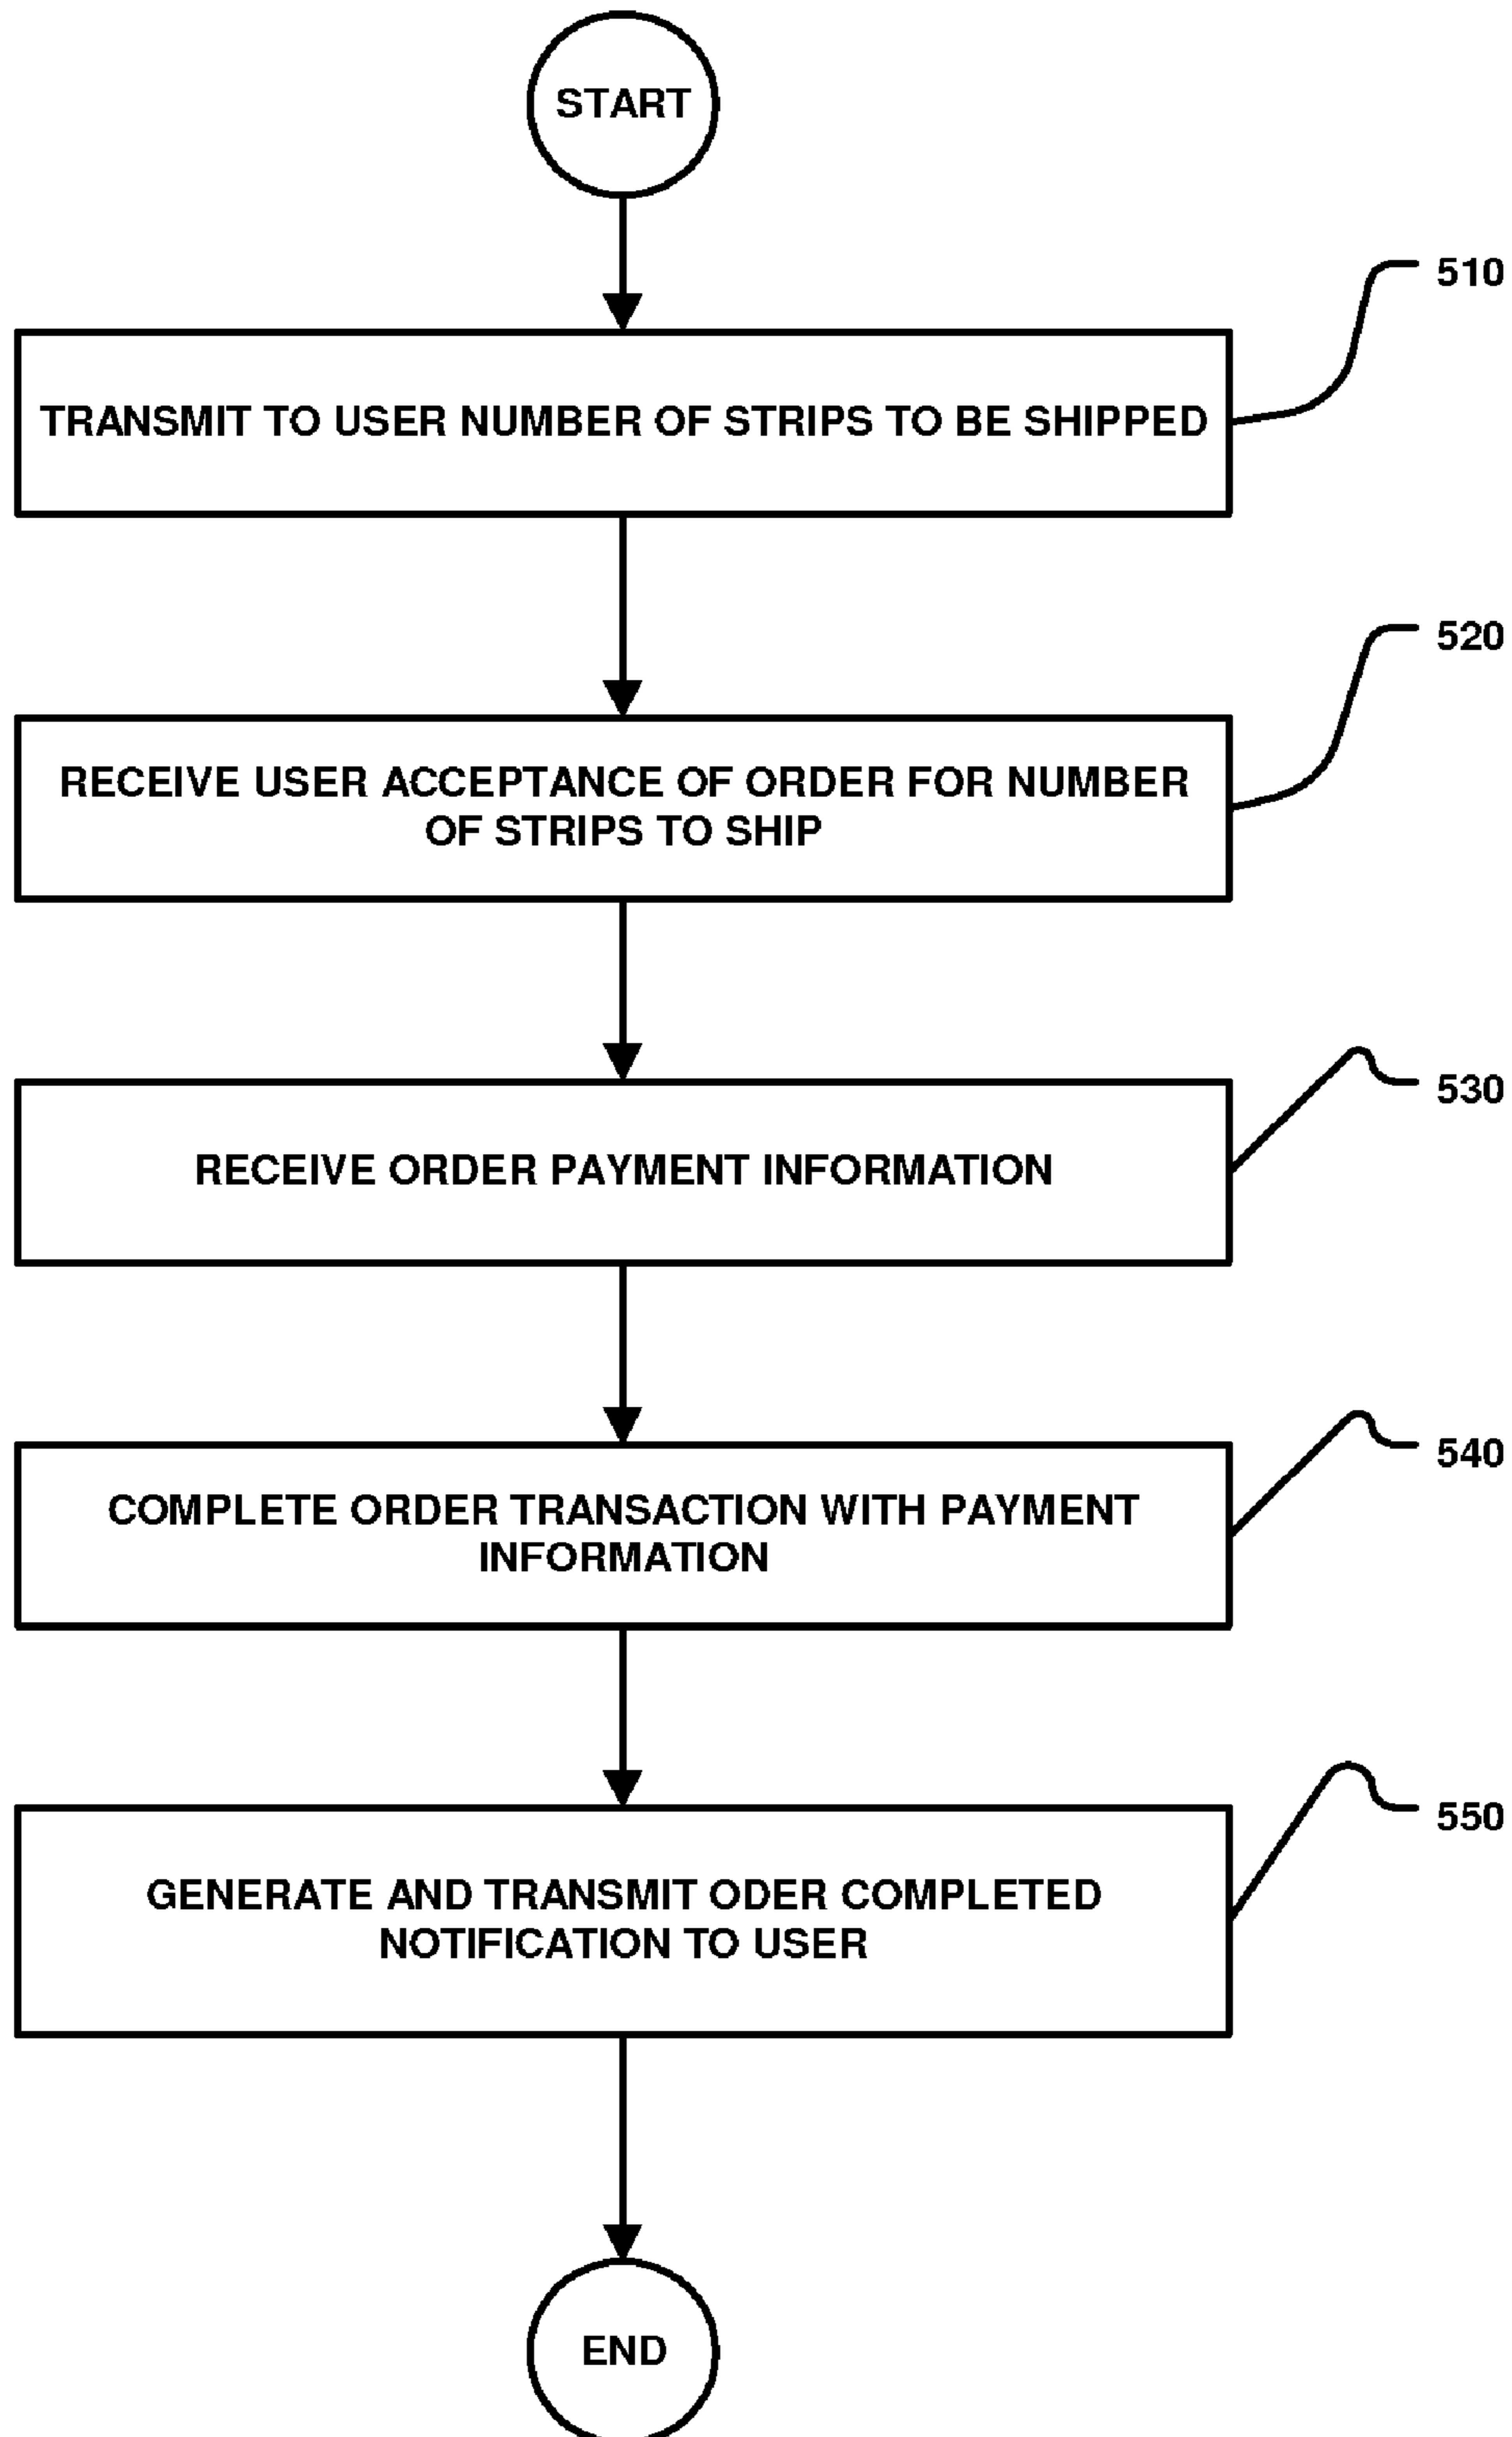 START
510
TRANSMIT TO USER NUMBER OF STRIPS TO BE SHIPPED
520
RECEIVE USER ACCEPTANCE OF ORDER FOR NUMBER
OF STRIPS TO SHIP
530
RECEIVE ORDER PAYMENT INFORMATION
540
COMPLETE ORDER TRANSACTION WITH PAYMENT
INFORMATION
550
GENERATE AND TRANSMIT ODER COMPLETED
NOTIFICATION TO USER
END